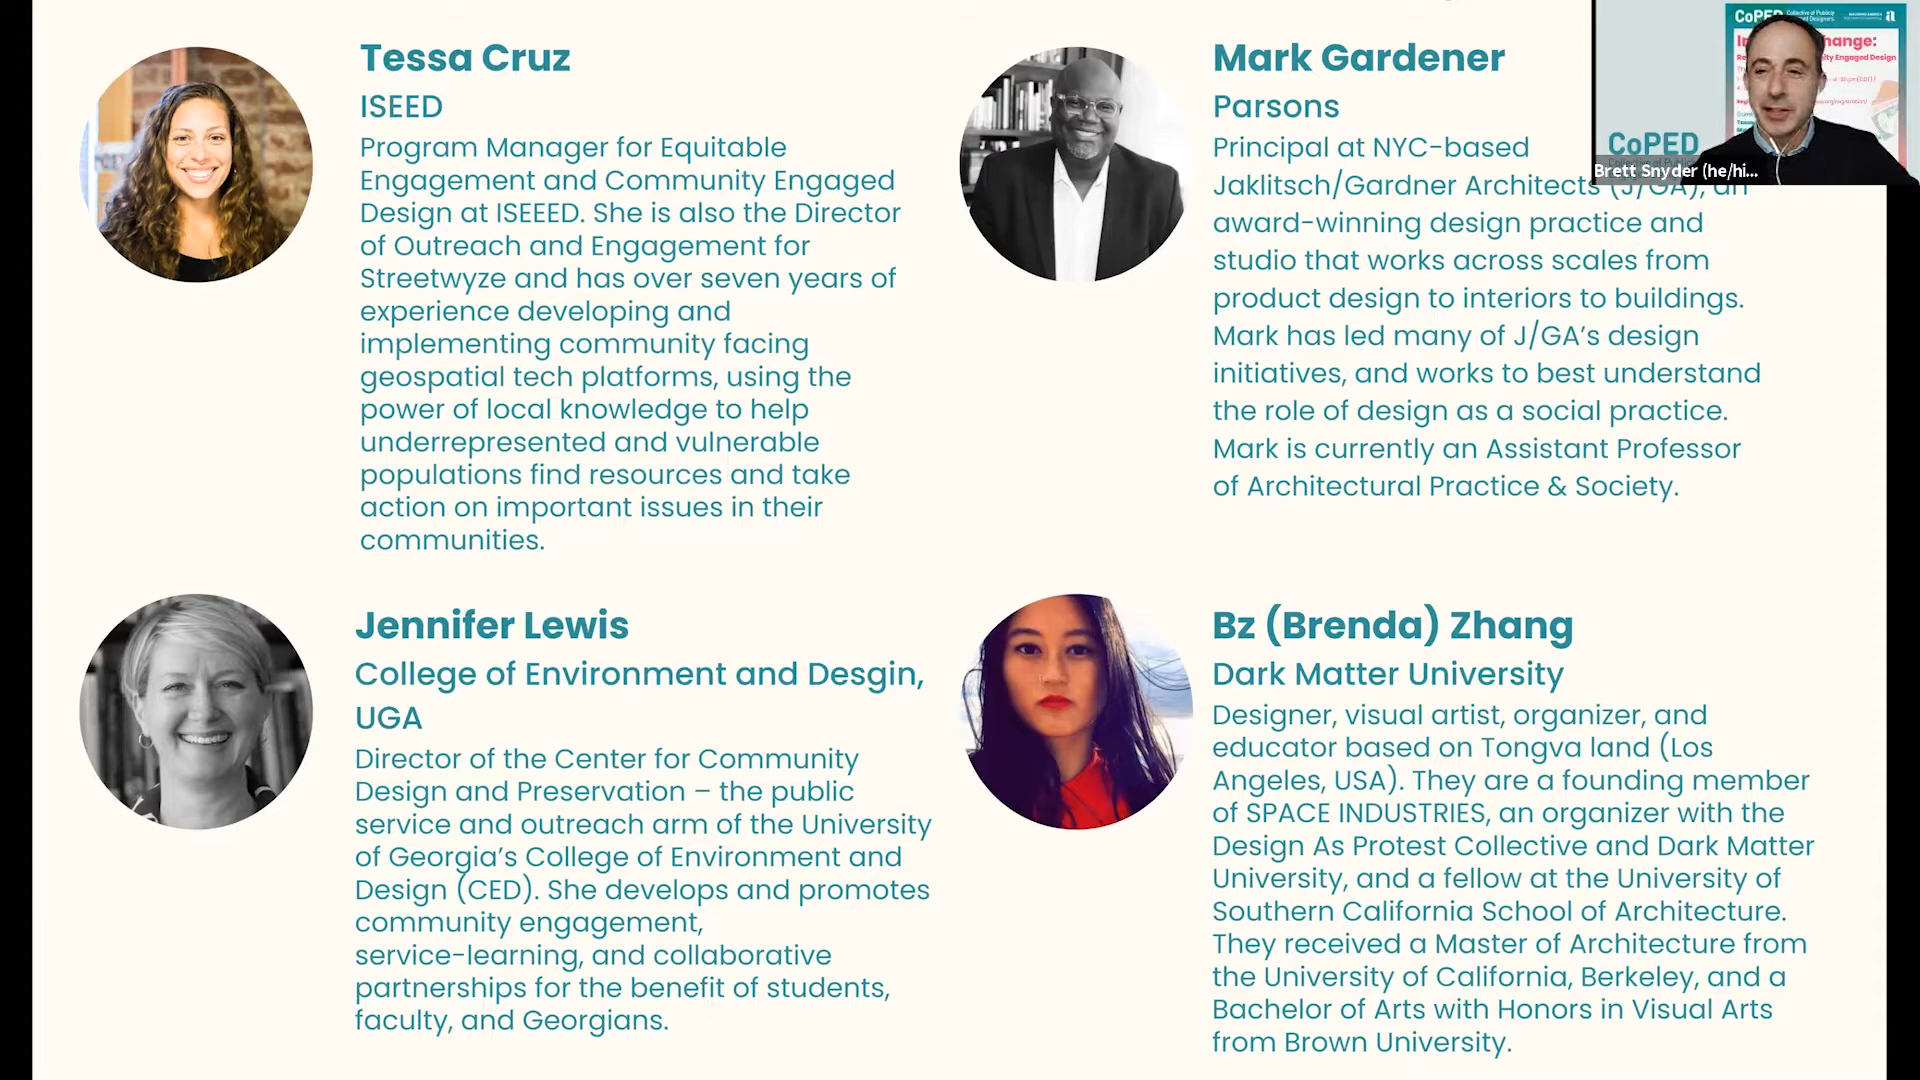 Tessa Cruz
ISEED
Program Manager for Equitable
Engagement and Community Engaged
Design at ISEEED. She is also the Director
of Outreach and Engagement for
Streetwyze and has over seven years of
experience developing and
implementing community facing
geospatial tech platforms, using the
power of local knowledge to help
underrepresented and vulnerable
populations find resources and take
action on important issues in their
communities.
Mark Gardener
Parsons
Principal at NYC-based
Jaklitsch/Gardner Architects (J/GA), an
award-winning design practice and
studio that works across scales from
product design to interiors to buildings.
Mark has led many of J/GA’s design
initiatives, and works to best understand
the role of design as a social practice.
Mark is currently an Assistant Professor
of Architectural Practice & Society.
Jennifer Lewis
College of Environment and Desgin,
UGA
Director of the Center for Community
Design and Preservation – the public
service and outreach arm of the University
of Georgia’s College of Environment and
Design (CED). She develops and promotes
community engagement,
service-learning, and collaborative
partnerships for the benefit of students,
faculty, and Georgians.
Bz (Brenda) Zhang
Dark Matter University
Designer, visual artist, organizer, and
educator based on Tongva land (Los
Angeles, USA). They are a founding member
of SPACE INDUSTRIES, an organizer with the
Design As Protest Collective and Dark Matter
University, and a fellow at the University of
Southern California School of Architecture.
They received a Master of Architecture from
the University of California, Berkeley, and a
Bachelor of Arts with Honors in Visual Arts
from Brown University.
CoPED
Collective of Publicly
hange:
Engaged Design
CoPED
Brett Snyder (he/hi...